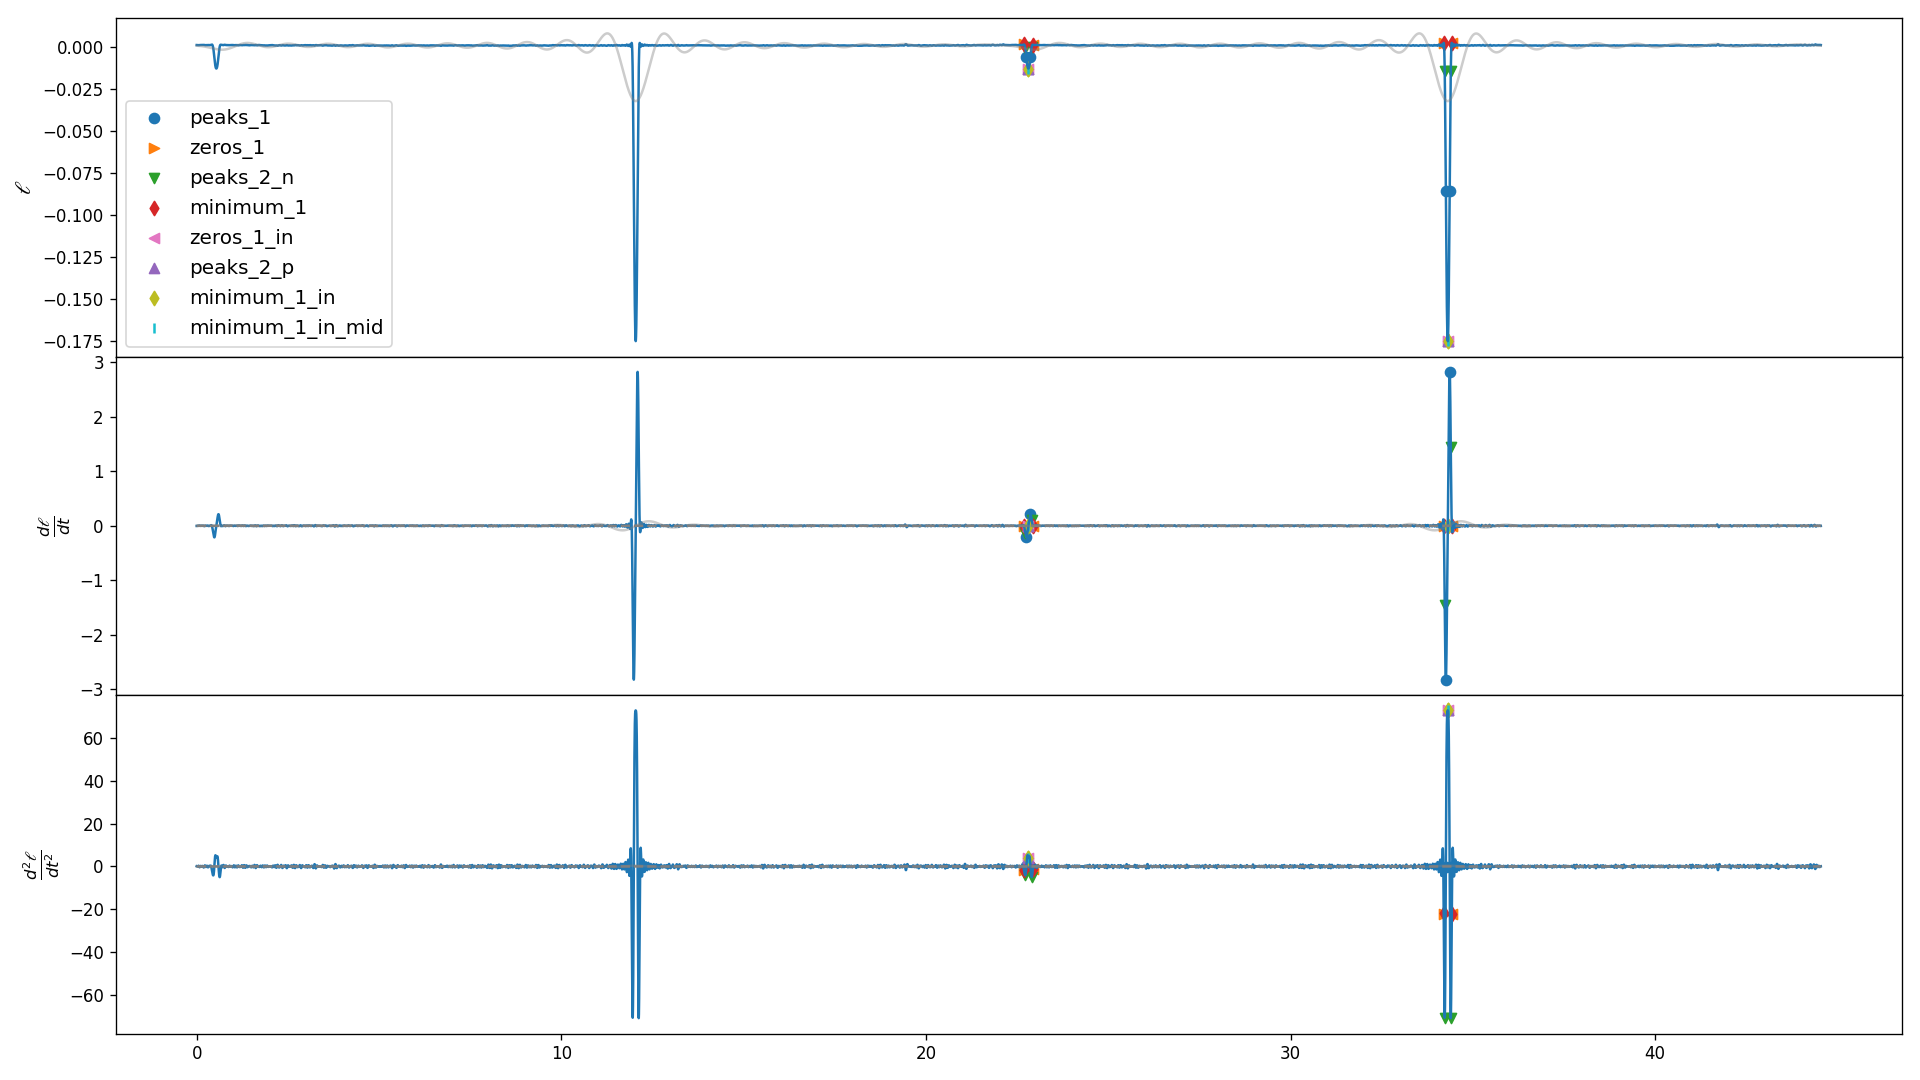 0.000
−0.025
−0.050
−0.075
−0.100
−0.125
−0.150
−0.175
ℓ
peaks_1
zeros_1
peaks_2_n
minimum_1
zeros_1_in
peaks_2_p
minimum_1_in
minimum_1_in_mid
3
2
1
0
−1
−2
−3
dℓ/dt
60
40
20
0
−20
−40
−60
d²ℓ/dt²
0 10 20 30 40